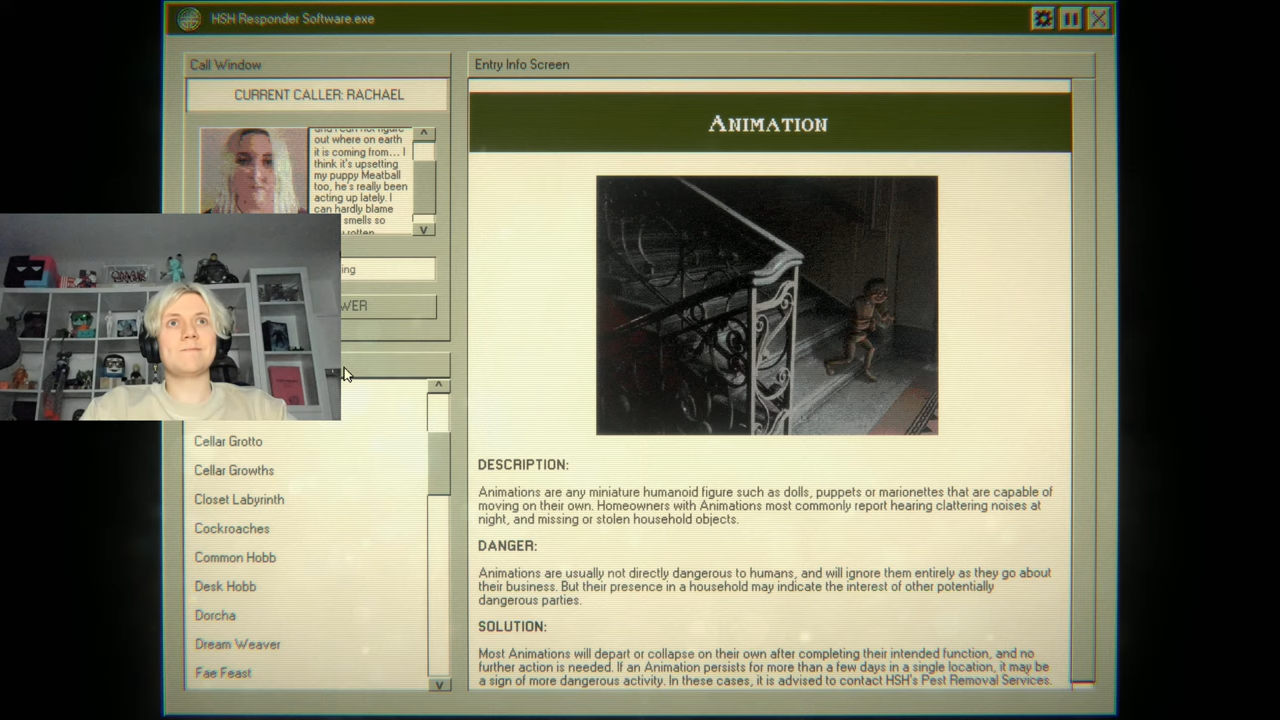 HSH Responder Software.exe
Call Window
CURRENT CALLER: RACHAEL
and I can not figure
out where on earth
it is coming from... I
think it's upsetting
my puppy Meatball
too, he's really been
acting up lately. I
can hardly blame
smells so
rotten
ing
WER
Cellar Grotto
Cellar Growths
Closet Labyrinth
Cockroaches
Common Hobb
Desk Hobb
Dorcha
Dream Weaver
Fae Feast
Entry Info Screen
ANIMATION
DESCRIPTION:
Animations are any miniature humanoid figure such as dolls, puppets or marionettes that are capable of
moving on their own. Homeowners with Animations most commonly report hearing clattering noises at
night, and missing or stolen household objects.
DANGER:
Animations are usually not directly dangerous to humans, and will ignore them entirely as they go about
their business. But their presence in a household may indicate the interest of other potentially
dangerous parties.
SOLUTION:
Most Animations will depart or collapse on their own after completing their intended function, and no
further action is needed. If an Animation persists for more than a few days in a single location, it may be
a sign of more dangerous activity. In these cases, it is advised to contact HSH's Pest Removal Services.